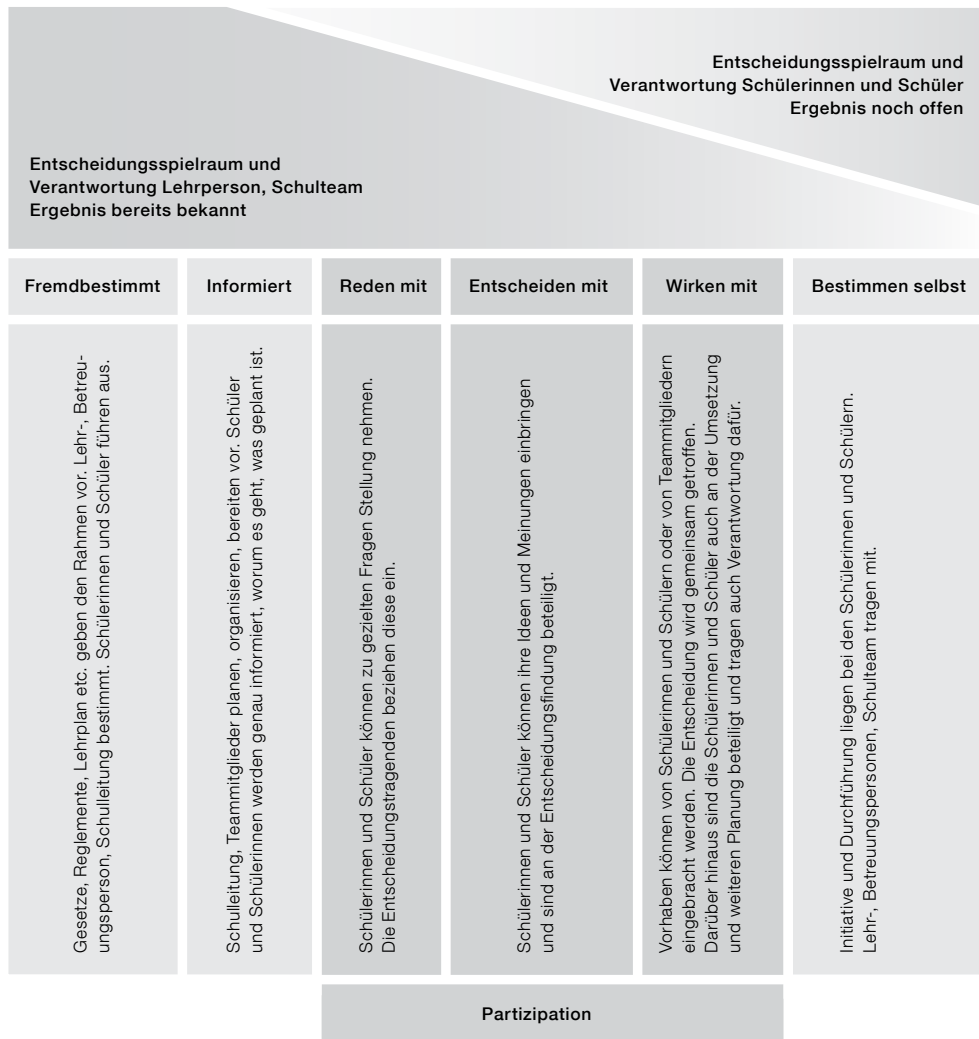 Entscheidungsspielraum und
Verantwortung Schülerinnen und Schüler
Ergebnis noch offen
Entscheidungsspielraum und
Verantwortung Lehrperson, Schulteam
Ergebnis bereits bekannt
Fremdbestimmt
Informiert
Reden mit
Entscheiden mit
Wirken mit
Bestimmen selbst
Gesetze, Reglemente, Lehrplan etc. geben den Rahmen vor. Lehr-, Betreu-
ungsperson, Schulleitung bestimmt. Schülerinnen und Schüler führen aus.
Schulleitung, Teammitglieder planen, organisieren, bereiten vor. Schüler
und Schülerinnen werden genau informiert, worum es geht, was geplant ist.
Schülerinnen und Schüler können zu gezielten Fragen Stellung nehmen.
Die Entscheidungstragenden beziehen diese ein.
Schülerinnen und Schüler können ihre Ideen und Meinungen einbringen
und sind an der Entscheidungsfindung beteiligt.
Vorhaben können von Schülerinnen und Schülern oder von Teammitgliedern
eingebracht werden. Die Entscheidung wird gemeinsam getroffen.
Darüber hinaus sind die Schülerinnen und Schüler auch an der Umsetzung
und weiteren Planung beteiligt und tragen auch Verantwortung dafür.
Initiative und Durchführung liegen bei den Schülerinnen und Schülern.
Lehr-, Betreuungspersonen, Schulteam tragen mit.
Partizipation